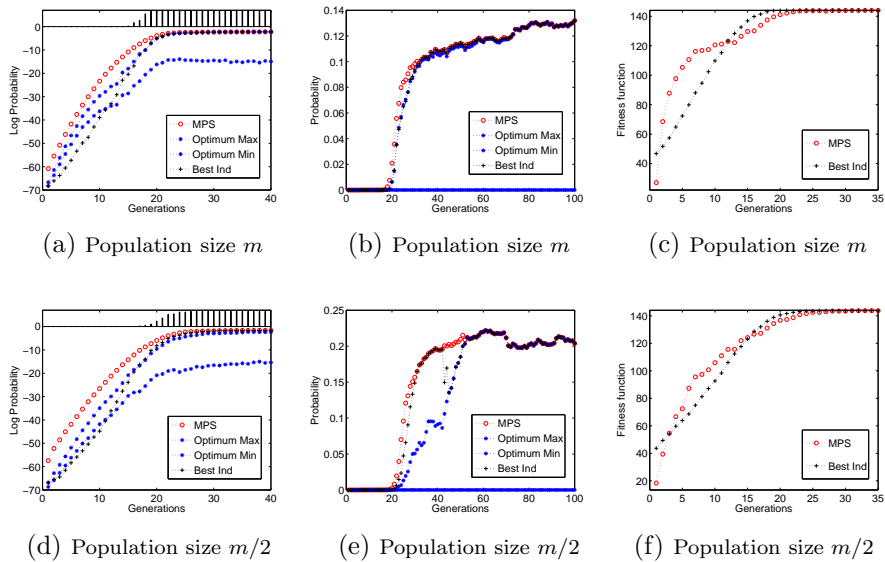 0
−10
−20
−30
−40
−50
−60
−70
0 10 20 30 40
Log Probability
Generations
MPS
Optimum Max
Optimum Min
Best Ind
(a) Population size m
0.14
0.12
0.1
0.08
0.06
0.04
0.02
0
0 20 40 60 80 100
Probability
Generations
MPS
Optimum Max
Optimum Min
Best Ind
(b) Population size m
140
120
100
80
60
40
20
0 5 10 15 20 25 30 35
Fitness function
Generations
MPS
Best Ind
(c) Population size m
0
−10
−20
−30
−40
−50
−60
−70
0 10 20 30 40
Log Probability
Generations
MPS
Optimum Max
Optimum Min
Best Ind
(d) Population size m/2
0.25
0.2
0.15
0.1
0.05
0
0 20 40 60 80 100
Probability
Generations
MPS
Optimum Max
Optimum Min
Best Ind
(e) Population size m/2
140
120
100
80
60
40
20
0 5 10 15 20 25 30 35
Fitness function
Generations
MPS
Best Ind
(f) Population size m/2